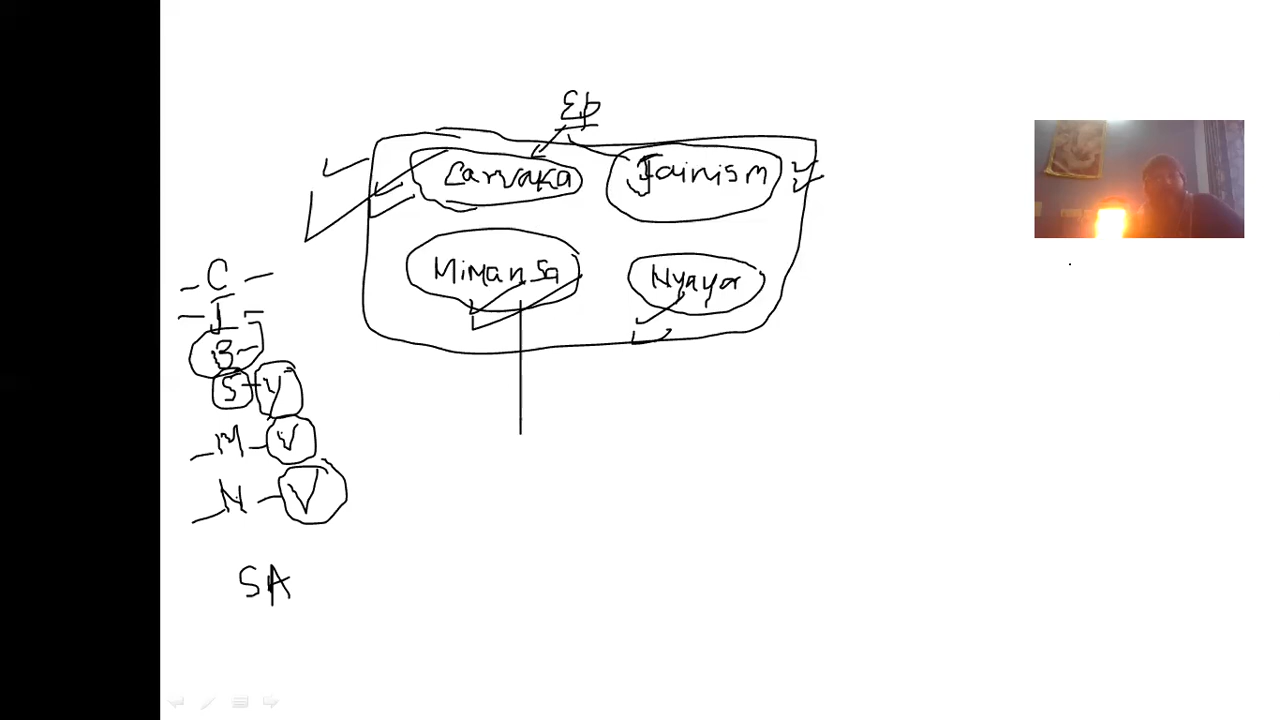 Ep
Carvaka Jainism
Mimansa Nyaya
C
J
B
S - Y
M - V
N - V
SA